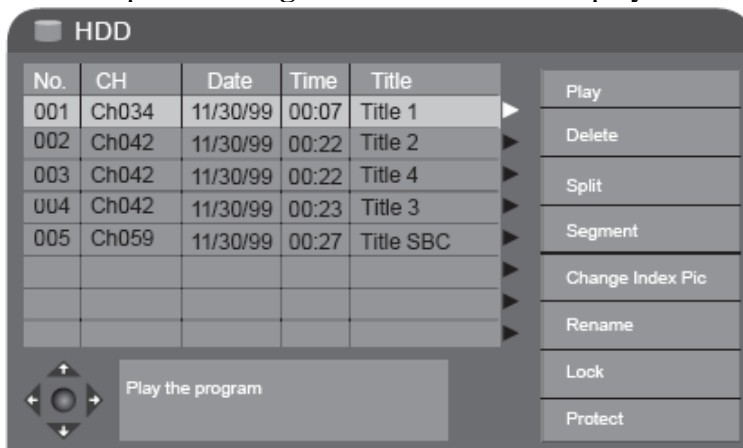 HDD
No. CH Date Time Title
001 Ch034 11/30/99 00:07 Title 1
002 Ch042 11/30/99 00:22 Title 2
003 Ch042 11/30/99 00:22 Title 4
004 Ch042 11/30/99 00:23 Title 3
005 Ch059 11/30/99 00:27 Title SBC
Play
Delete
Split
Segment
Change Index Pic
Rename
Lock
Protect
Play the program